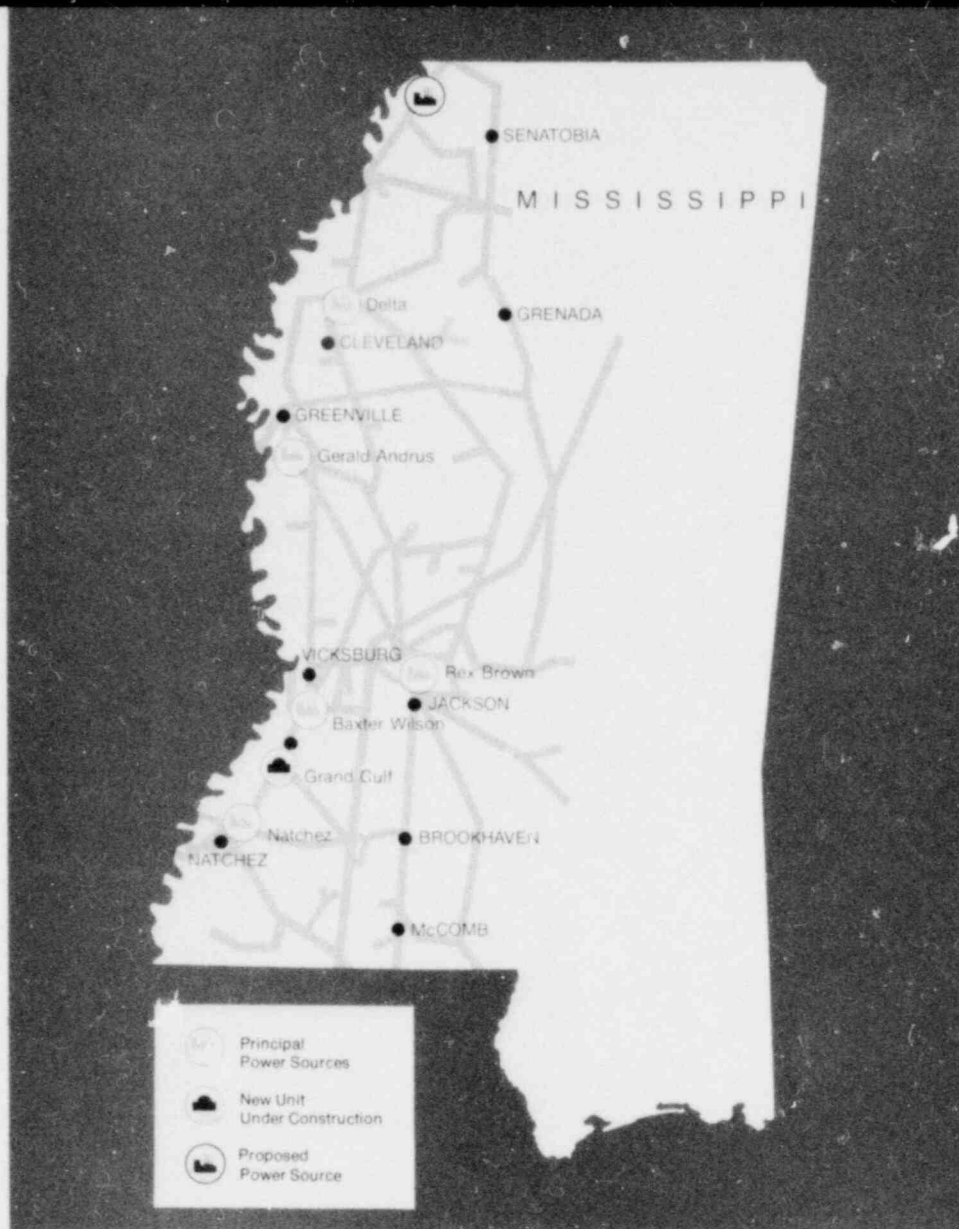 SENATOBIA
MISSISSIPPI
Delta
GRENADA
CLEVELAND
GREENVILLE
Gerald Andrus
VICKSBURG
Rex Brown
JACKSON
Baxter Wilson
Grand Gulf
Natchez
BROOKHAVEN
NATCHEZ
McCOMB
Principal
Power Sources
New Unit
Under Construction
Proposed
Power Source